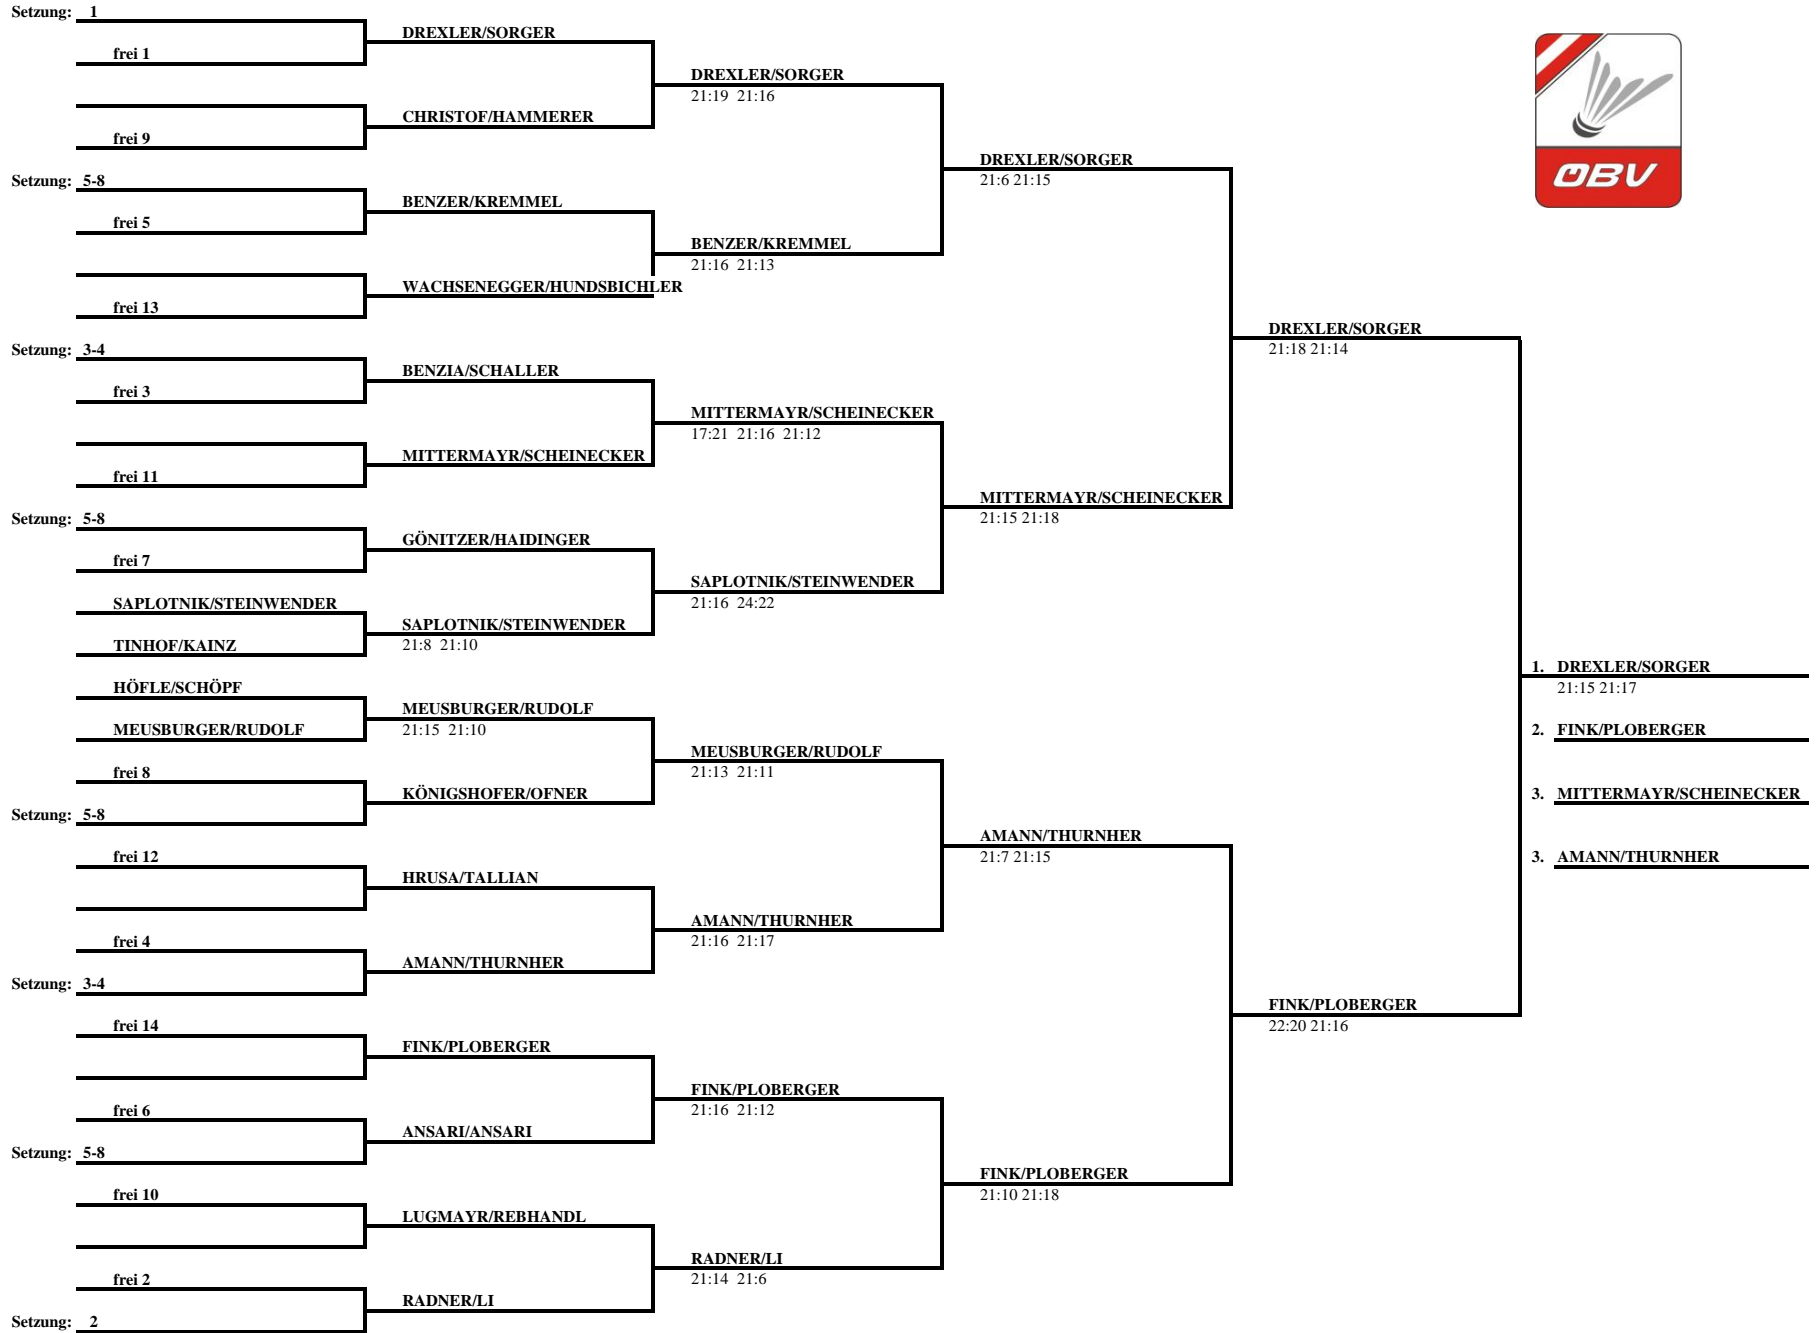 Setzung: 1
DREXLER/SORGER
frei 1
DREXLER/SORGER
21:19 21:16
CHRISTOF/HAMMERER
frei 9
DREXLER/SORGER
21:6 21:15
ÖBV
Setzung: 5-8
BENZER/KREMMEL
frei 5
BENZER/KREMMEL
21:16 21:13
WACHSENEGGER/HUNDSBICHLER
frei 13
DREXLER/SORGER
21:18 21:14
Setzung: 3-4
BENZIA/SCHALLER
frei 3
MITTERMAYR/SCHEINECKER
17:21 21:16 21:12
MITTERMAYR/SCHEINECKER
frei 11
MITTERMAYR/SCHEINECKER
21:15 21:18
Setzung: 5-8
GÖNITZER/HAIDINGER
frei 7
SAPLOTNIK/STEINWENDER
21:16 24:22
SAPLOTNIK/STEINWENDER
SAPLOTNIK/STEINWENDER
21:8 21:10
TINHOF/KAINZ
1. DREXLER/SORGER
21:15 21:17
HÖFLE/SCHÖPF
MEUSBURGER/RUDOLF
21:15 21:10
MEUSBURGER/RUDOLF
2. FINK/PLOBERGER
MEUSBURGER/RUDOLF
21:13 21:11
frei 8
KÖNIGSHOFER/OFNER
3. MITTERMAYR/SCHEINECKER
Setzung: 5-8
AMANN/THURNHER
21:7 21:15
frei 12
3. AMANN/THURNHER
HRUSA/TALLIAN
AMANN/THURNHER
21:16 21:17
frei 4
AMANN/THURNHER
Setzung: 3-4
FINK/PLOBERGER
22:20 21:16
frei 14
FINK/PLOBERGER
FINK/PLOBERGER
21:16 21:12
frei 6
ANSARI/ANSARI
Setzung: 5-8
FINK/PLOBERGER
21:10 21:18
frei 10
LUGMAYR/REBHANDL
RADNER/LI
21:14 21:6
frei 2
RADNER/LI
Setzung: 2